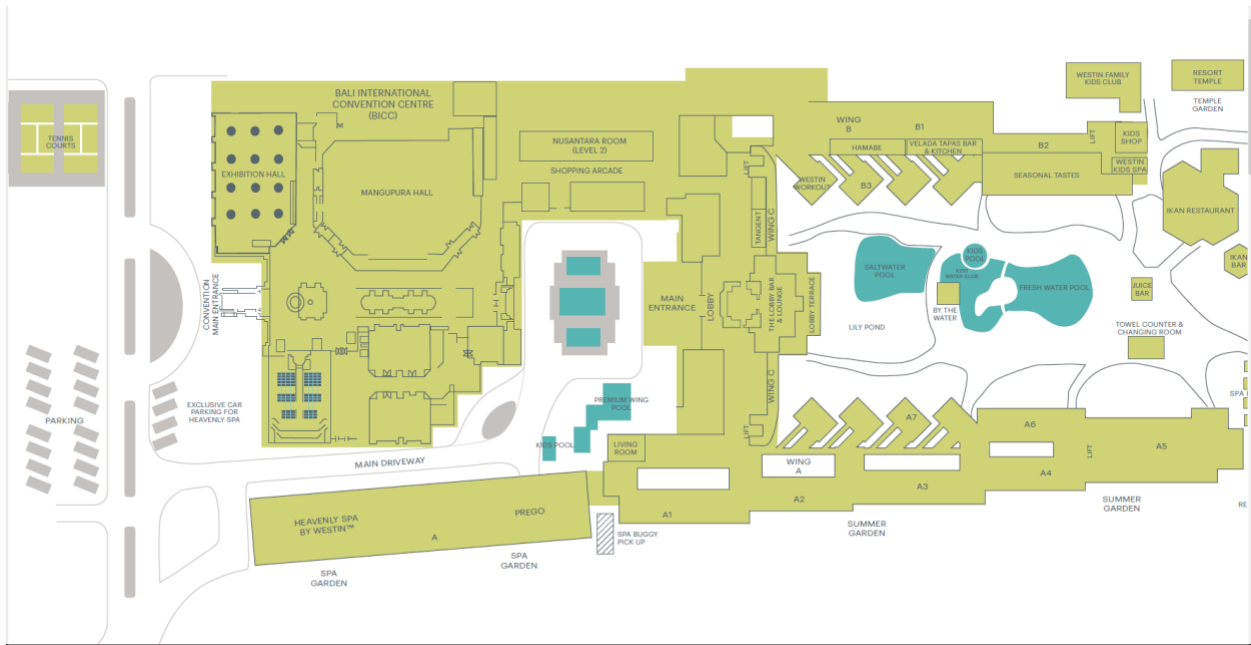 WESTIN FAMILY
KIDS CLUB
RESORT
TEMPLE
TEMPLE
GARDEN
BALI INTERNATIONAL
CONVENTION CENTRE
(BICC)
WING
B
B1
LIFT
KIDS
SHOP
TENNIS
COURTS
NUSANTARA ROOM
(LEVEL 2)
HAMABE
VELADA TAPAS BAR
& KITCHEN
B2
SHOPPING ARCADE
LIFT
WESTIN
KIDS SPA
EXHIBITION HALL
MANGUPURA HALL
WESTIN
WORKOUT
B3
SEASONAL TASTES
IKAN RESTAURANT
TANGENT
WING C
KIDS
POOL
IKAN
BAR
SALTWATER
POOL
KIDS
WATER SLIDE
FRESH WATER POOL
JUICE
BAR
CONVENTION
MAIN ENTRANCE
MAIN
ENTRANCE
LOBBY
THE LOBBY BAR
& LOUNGE
LOBBY TERRACE
BY THE
WATER
LILY POND
TOWEL COUNTER &
CHANGING ROOM
WING C
SPA
PARKING
EXCLUSIVE CAR
PARKING FOR
HEAVENLY SPA
PREMIUM WING
POOL
KIDS POOL
LIVING
ROOM
LIFT
A7
A6
LIFT
A5
MAIN DRIVEWAY
WING
A
A4
A3
A2
A1
HEAVENLY SPA
BY WESTIN™
PREGO
A
SPA BUGGY
PICK UP
SUMMER
GARDEN
SUMMER
GARDEN
RE
SPA
GARDEN
SPA
GARDEN